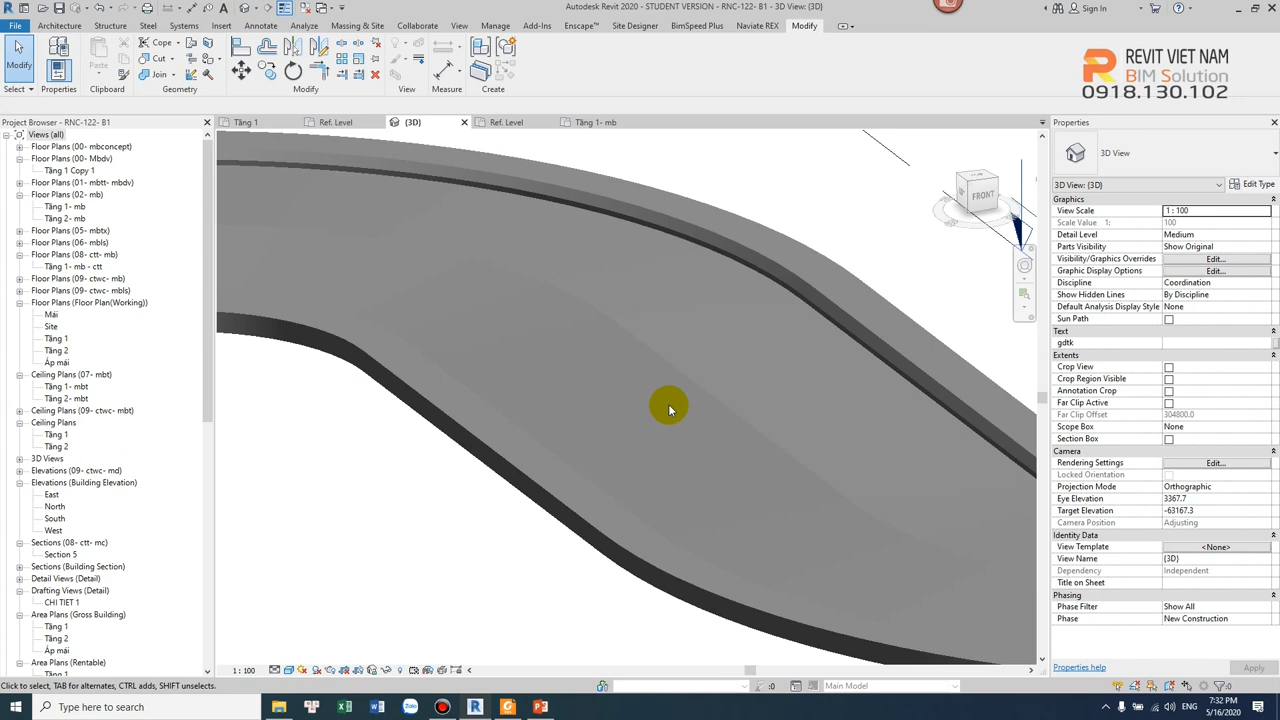 Autodesk Revit 2020 - STUDENT VERSION - RNC-122- B1 - 3D View: {3D}
Sign In
File Architecture Structure Steel Systems Insert Annotate Analyze Massing & Site Collaborate View Manage Add-Ins Enscape™ Site Designer BimSpeed Plus Naviate REX Modify
Modify
Properties
Paste
Cope
Cut
Join
Select Properties Clipboard Geometry Modify View Measure Create
REVIT VIET NAM
BIM Solution
0918.130.102
Project Browser - RNC-122- B1
Tầng 1
Ref. Level
{3D}
Ref. Level
Tầng 1- mb
Views (all)
Floor Plans (00- mbconcept)
Floor Plans (00- Mbdv)
Tầng 1 Copy 1
Floor Plans (01- mbtt- mbdv)
Floor Plans (02- mb)
Tầng 1- mb
Tầng 2- mb
Floor Plans (05- mbtx)
Floor Plans (06- mbls)
Floor Plans (08- ctt-mb)
Tầng 1- mb - ctt
Floor Plans (09- ctwc- mb)
Floor Plans (09- ctwc- mbls)
Floor Plans (Floor Plan(Working))
Mái
Site
Tầng 1
Tầng 2
Áp mái
Ceiling Plans (07- mbt)
Tầng 1- mbt
Tầng 2- mbt
Ceiling Plans (09- ctwc- mbt)
Ceiling Plans
Tầng 1
Tầng 2
3D Views
Elevations (09- ctwc - md)
Elevations (Building Elevation)
East
North
South
West
Sections (08- ctt- mc)
Section 5
Sections (Building Section)
Detail Views (Detail)
Drafting Views (Detail)
CHI TIET 1
Area Plans (Gross Building)
Tầng 1
Tầng 2
Áp mái
Area Plans (Rentable)
Tầng 1
FRONT
Properties
3D View
3D View: {3D}
Edit Type
Graphics
View Scale 1 : 100
Scale Value 1: 100
Detail Level Medium
Parts Visibility Show Original
Visibility/Graphics Overrides Edit...
Graphic Display Options Edit...
Discipline Coordination
Show Hidden Lines By Discipline
Default Analysis Display Style None
Sun Path
Text
gdtk
Extents
Crop View
Crop Region Visible
Annotation Crop
Far Clip Active
Far Clip Offset 304800.0
Scope Box None
Section Box
Camera
Rendering Settings Edit...
Locked Orientation
Projection Mode Orthographic
Eye Elevation 3367.7
Target Elevation -63167.3
Camera Position Adjusting
Identity Data
View Template <None>
View Name {3D}
Dependency Independent
Title on Sheet
Phasing
Phase Filter Show All
Phase New Construction
Properties help
Apply
1 : 100
Click to select, TAB for alternates, CTRL adds, SHIFT unselects.
:0
Main Model
:0
Type here to search
ENG
7:32 PM
5/16/2020